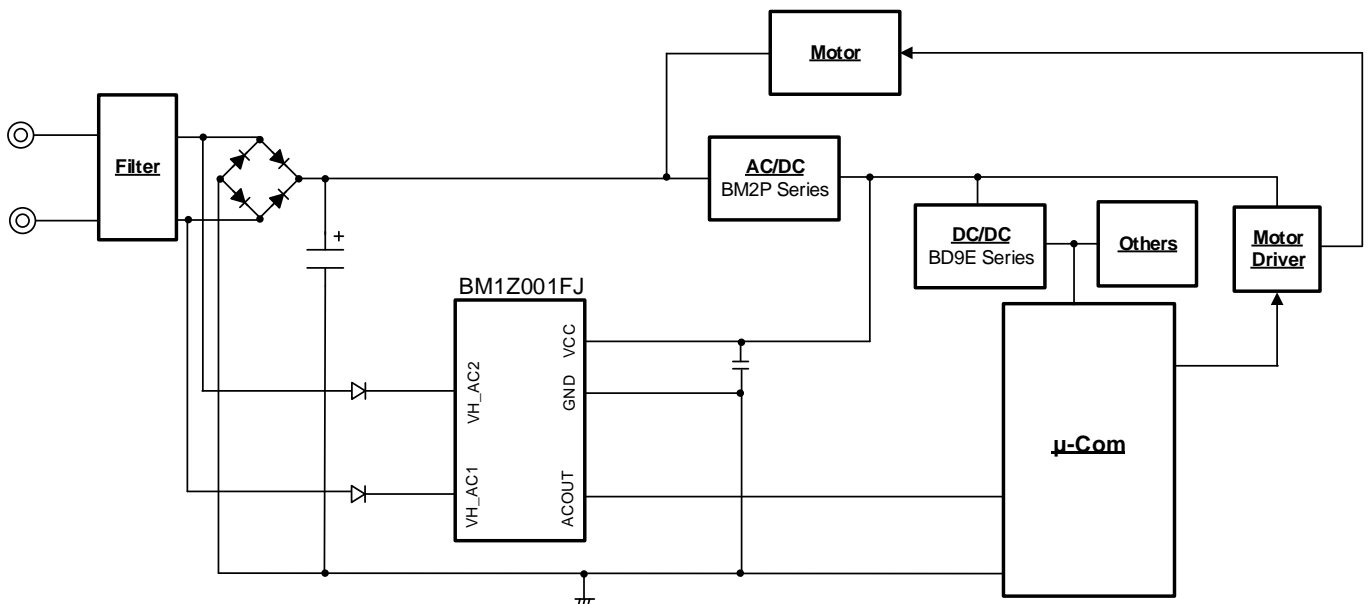 Motor
Filter
AC/DC
BM2P Series
DC/DC
BD9E Series
Others
Motor
Driver
BM1Z001FJ
VH_AC2
VH_AC1
VCC
GND
ACOUT
+
µ-Com